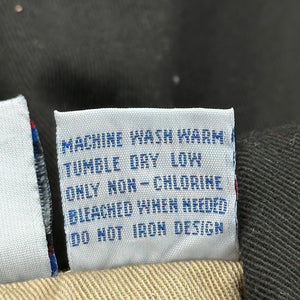 MACHINE WASH WARM
TUMBLE DRY LOW
ONLY NON-CHLORINE
BLEACHED WHEN NEEDED
DO NOT IRON DESIGN